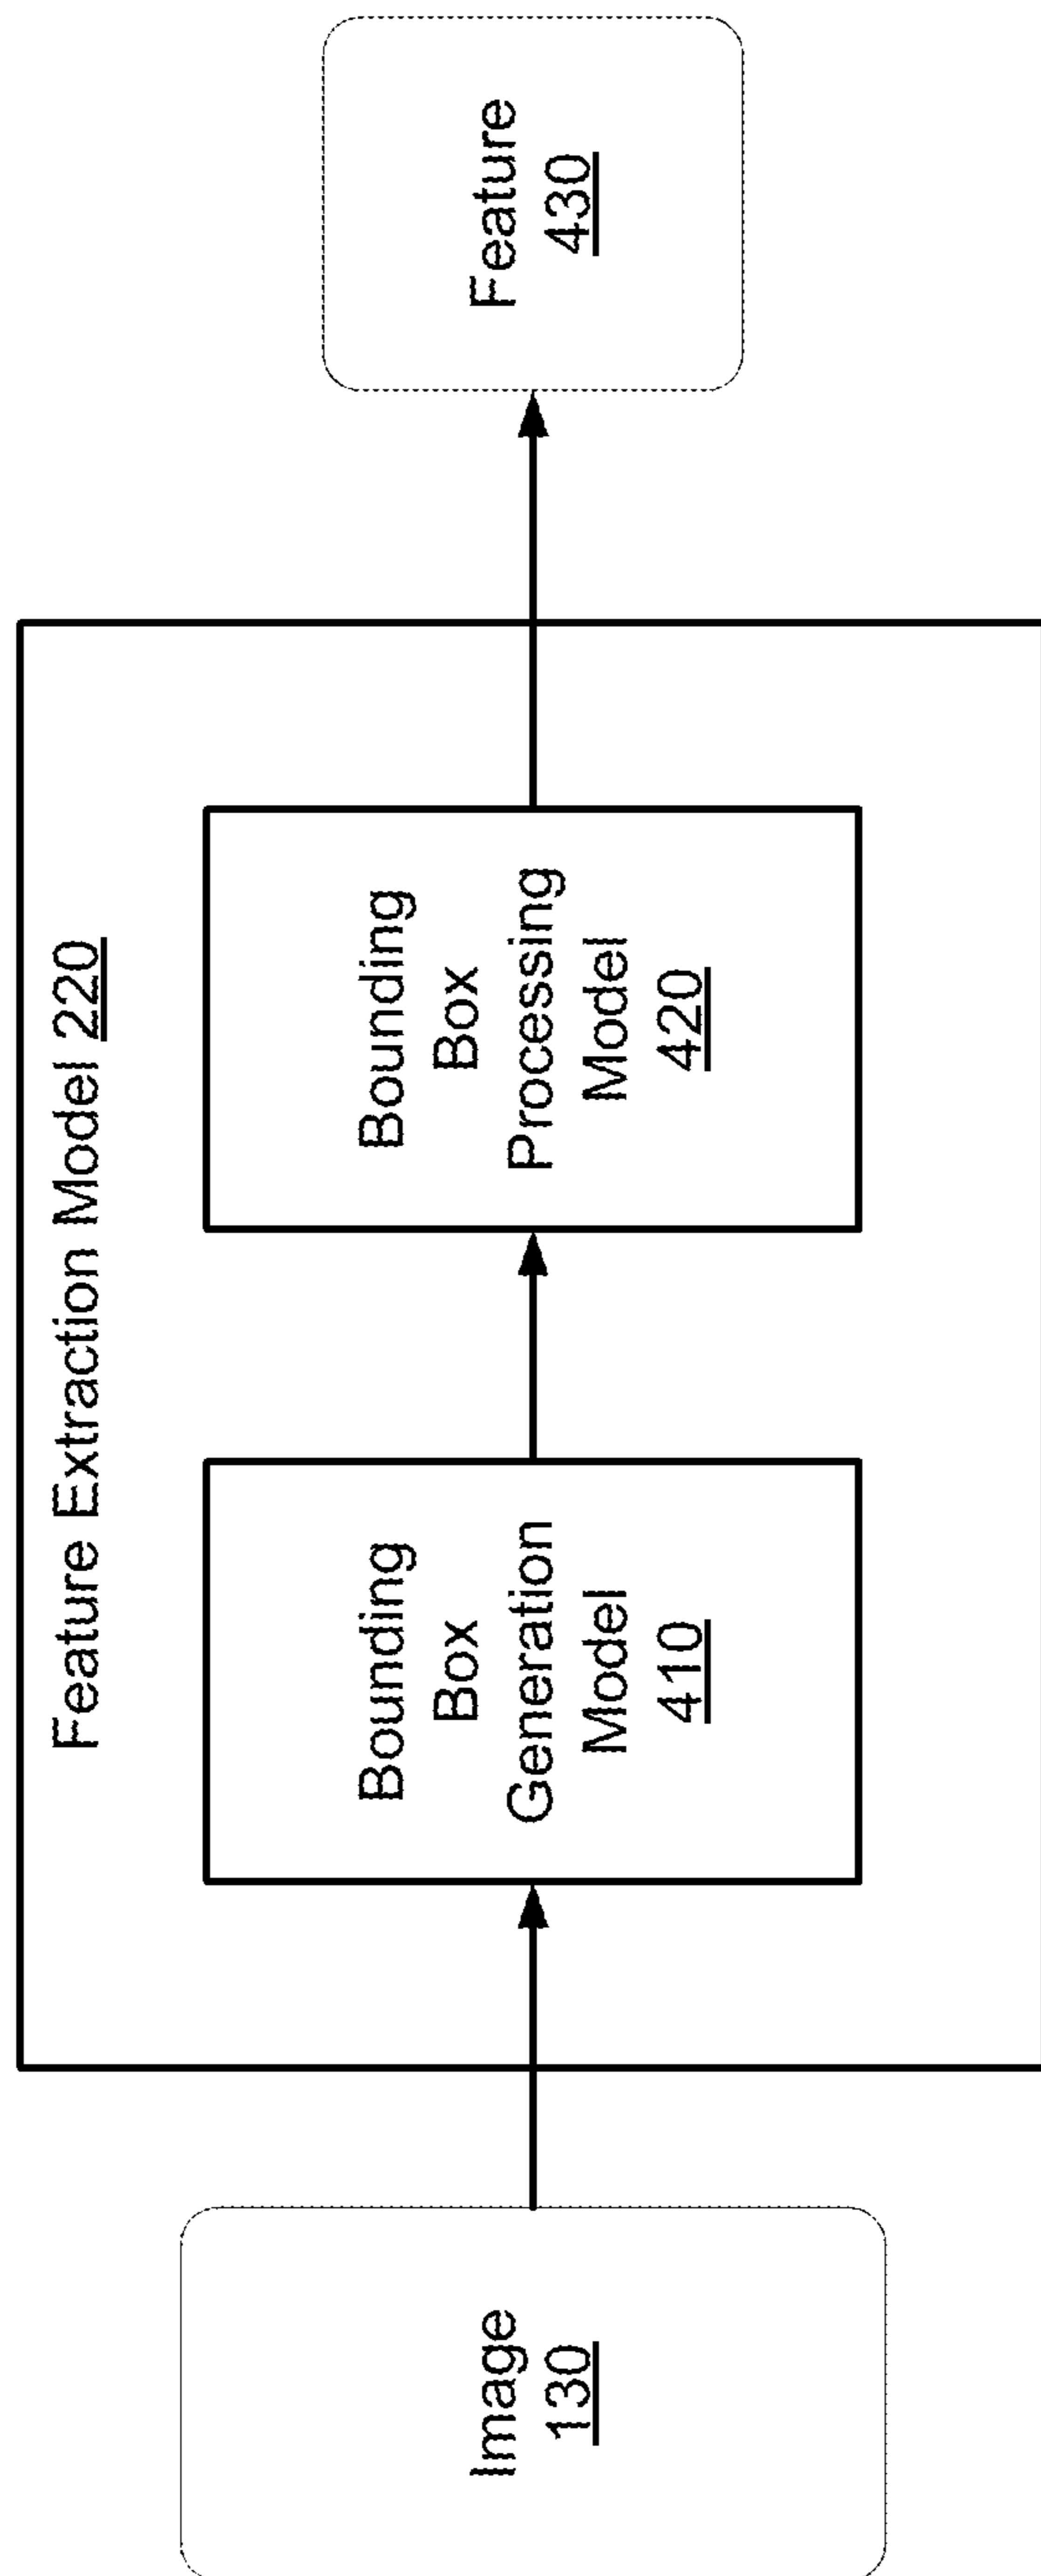 Feature Extraction Model 220
Image
130
Bounding
Box
Generation
Model
410
Bounding
Box
Processing
Model
420
Feature
430